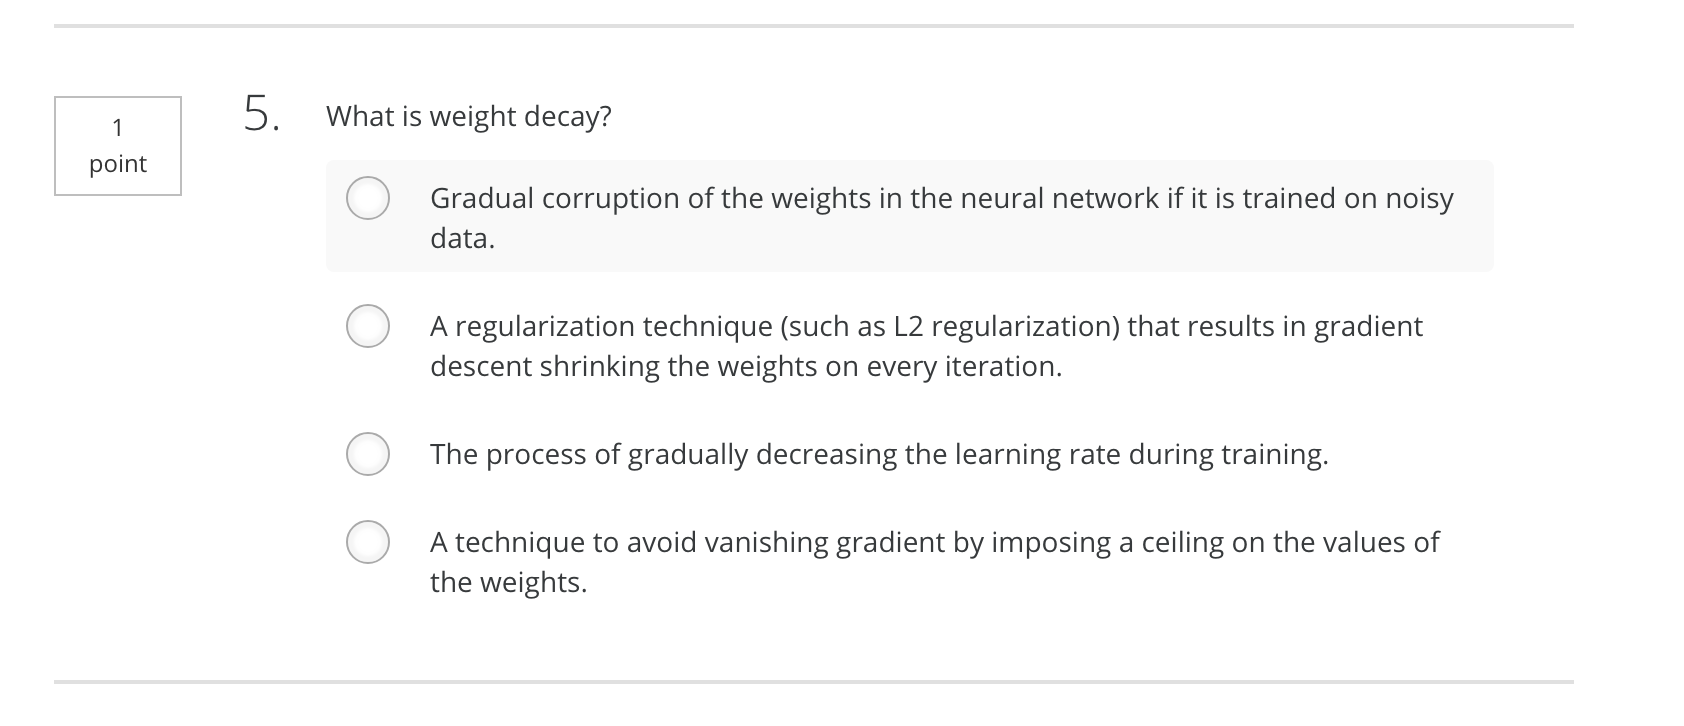 1
point
5.
What is weight decay?
Gradual corruption of the weights in the neural network if it is trained on noisy
data.
A regularization technique (such as L2 regularization) that results in gradient
descent shrinking the weights on every iteration.
The process of gradually decreasing the learning rate during training.
A technique to avoid vanishing gradient by imposing a ceiling on the values of
the weights.